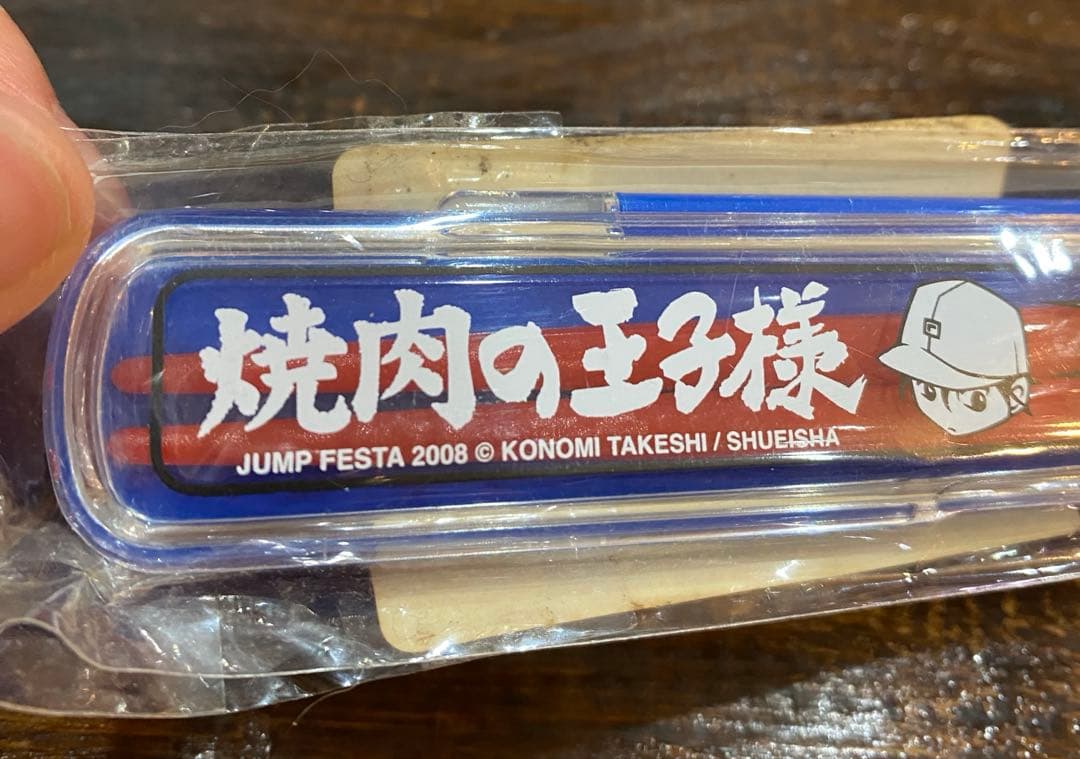 焼肉の王子様
JUMP FESTA 2008 © KONOMI TAKESHI / SHUEISHA